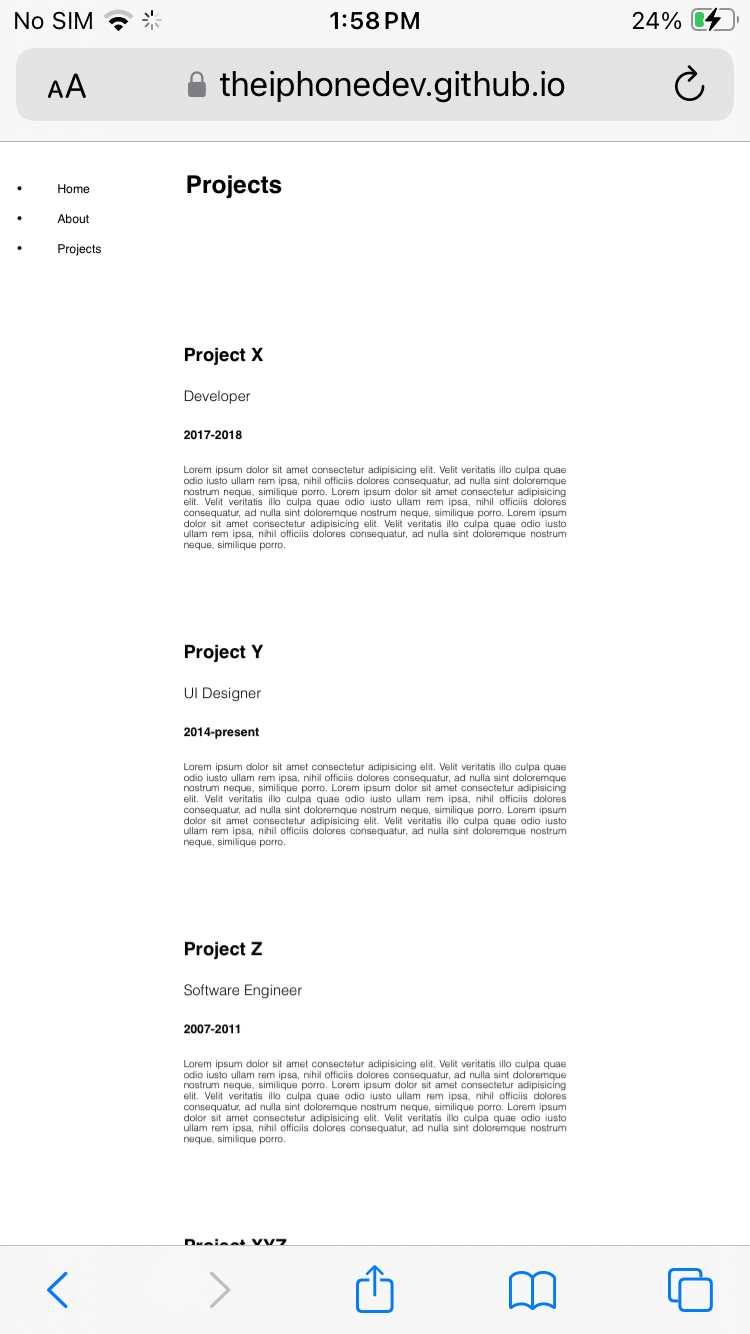 No SIM 1:58 PM 24%
AA theiphonedev.github.io
• Home
• About
• Projects
Projects
Project X
Developer
2017-2018
Lorem ipsum dolor sit amet consectetur adipisicing elit. Velit veritatis illo culpa quae
odio iusto ullam rem ipsa, nihil officiis dolores consequatur, ad nulla sint doloremque
nostrum neque, similique porro. Lorem ipsum dolor sit amet consectetur adipisicing
elit. Velit veritatis illo culpa quae odio iusto ullam rem ipsa, nihil officiis dolores
consequatur, ad nulla sint doloremque nostrum neque, similique porro. Lorem ipsum
dolor sit amet consectetur adipisicing elit. Velit veritatis illo culpa quae odio iusto
ullam rem ipsa, nihil officiis dolores consequatur, ad nulla sint doloremque nostrum
neque, similique porro.
Project Y
UI Designer
2014-present
Lorem ipsum dolor sit amet consectetur adipisicing elit. Velit veritatis illo culpa quae
odio iusto ullam rem ipsa, nihil officiis dolores consequatur, ad nulla sint doloremque
nostrum neque, similique porro. Lorem ipsum dolor sit amet consectetur adipisicing
elit. Velit veritatis illo culpa quae odio iusto ullam rem ipsa, nihil officiis dolores
consequatur, ad nulla sint doloremque nostrum neque, similique porro. Lorem ipsum
dolor sit amet consectetur adipisicing elit. Velit veritatis illo culpa quae odio iusto
ullam rem ipsa, nihil officiis dolores consequatur, ad nulla sint doloremque nostrum
neque, similique porro.
Project Z
Software Engineer
2007-2011
Lorem ipsum dolor sit amet consectetur adipisicing elit. Velit veritatis illo culpa quae
odio iusto ullam rem ipsa, nihil officiis dolores consequatur, ad nulla sint doloremque
nostrum neque, similique porro. Lorem ipsum dolor sit amet consectetur adipisicing
elit. Velit veritatis illo culpa quae odio iusto ullam rem ipsa, nihil officiis dolores
consequatur, ad nulla sint doloremque nostrum neque, similique porro. Lorem ipsum
dolor sit amet consectetur adipisicing elit. Velit veritatis illo culpa quae odio iusto
ullam rem ipsa, nihil officiis dolores consequatur, ad nulla sint doloremque nostrum
neque, similique porro.
Project XYZ